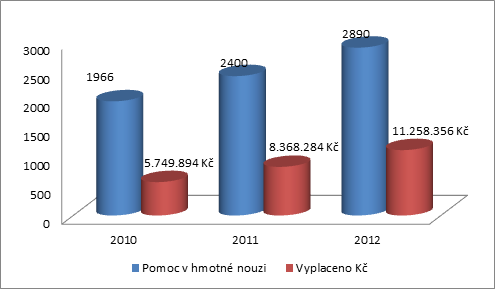 3000
2500
2000
1500
1000
500
0
1966
5.749.894 Kč
2400
8.368.284 Kč
2890
11.258.356 Kč
2010
2011
2012
Pomoc v hmotné nouzi
Vyplaceno Kč